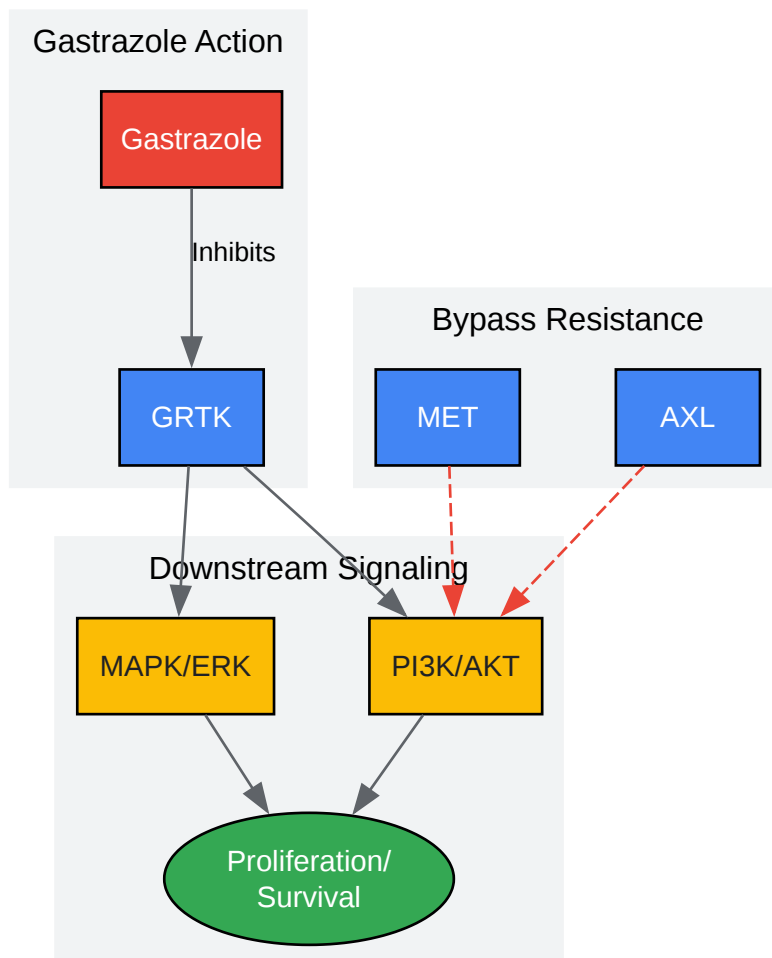 Gastrazole Action
Gastrazole
Inhibits
Bypass Resistance
GRTK
MET
AXL
Downstream Signaling
MAPK/ERK
PI3K/AKT
Proliferation/
Survival